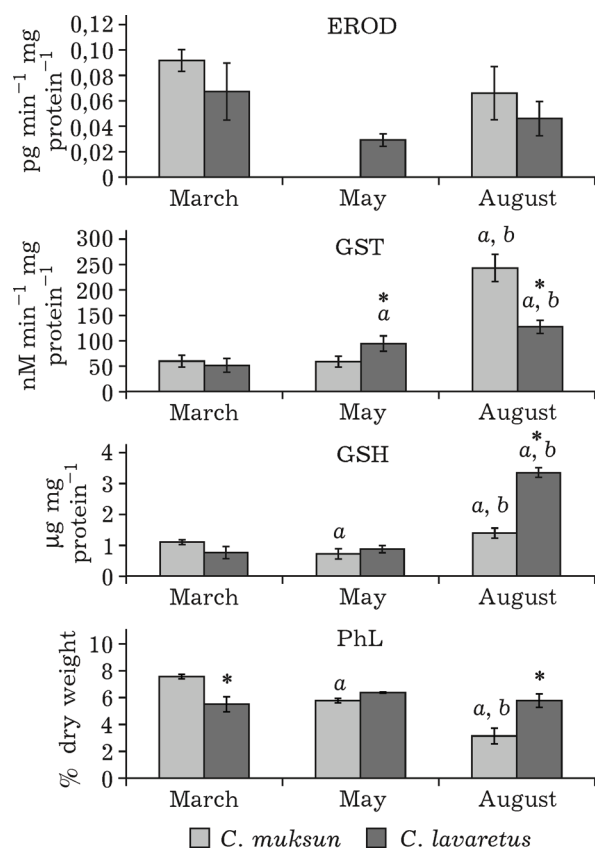 EROD
pg min⁻¹ mg
protein⁻¹
0,12
0,10
0,08
0,06
0,04
0,02
0
March May August
GST
nM min⁻¹ mg
protein⁻¹
300
250
200
150
100
50
0
*
a
a, b
*
a, b
March May August
GSH
µg mg
protein⁻¹
4
3
2
1
0
a
a, b
*
a, b
March May August
PhL
% dry weight
10
8
6
4
2
0
*
a
a, b
*
March May August
C. muksun C. lavaretus